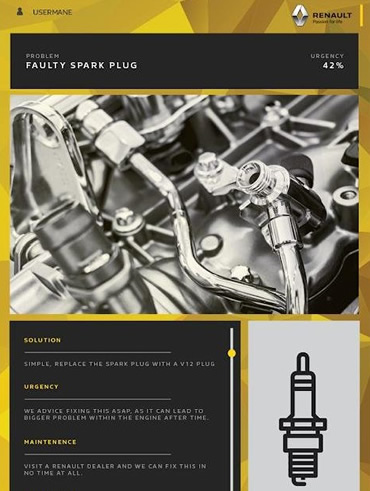 USERMANE
RENAULT
Passion for life
PROBLEM
URGENCY
FAULTY SPARK PLUG
42%
SOLUTION
SIMPLE, REPLACE THE SPARK PLUG WITH A V12 PLUG
URGENCY
WE ADVICE FIXING THIS ASAP, AS IT CAN LEAD TO
BIGGER PROBLEM WITHIN THE ENGINE AFTER TIME.
MAINTENENCE
VISIT A RENAULT DEALER AND WE CAN FIX THIS IN
NO TIME AT ALL.